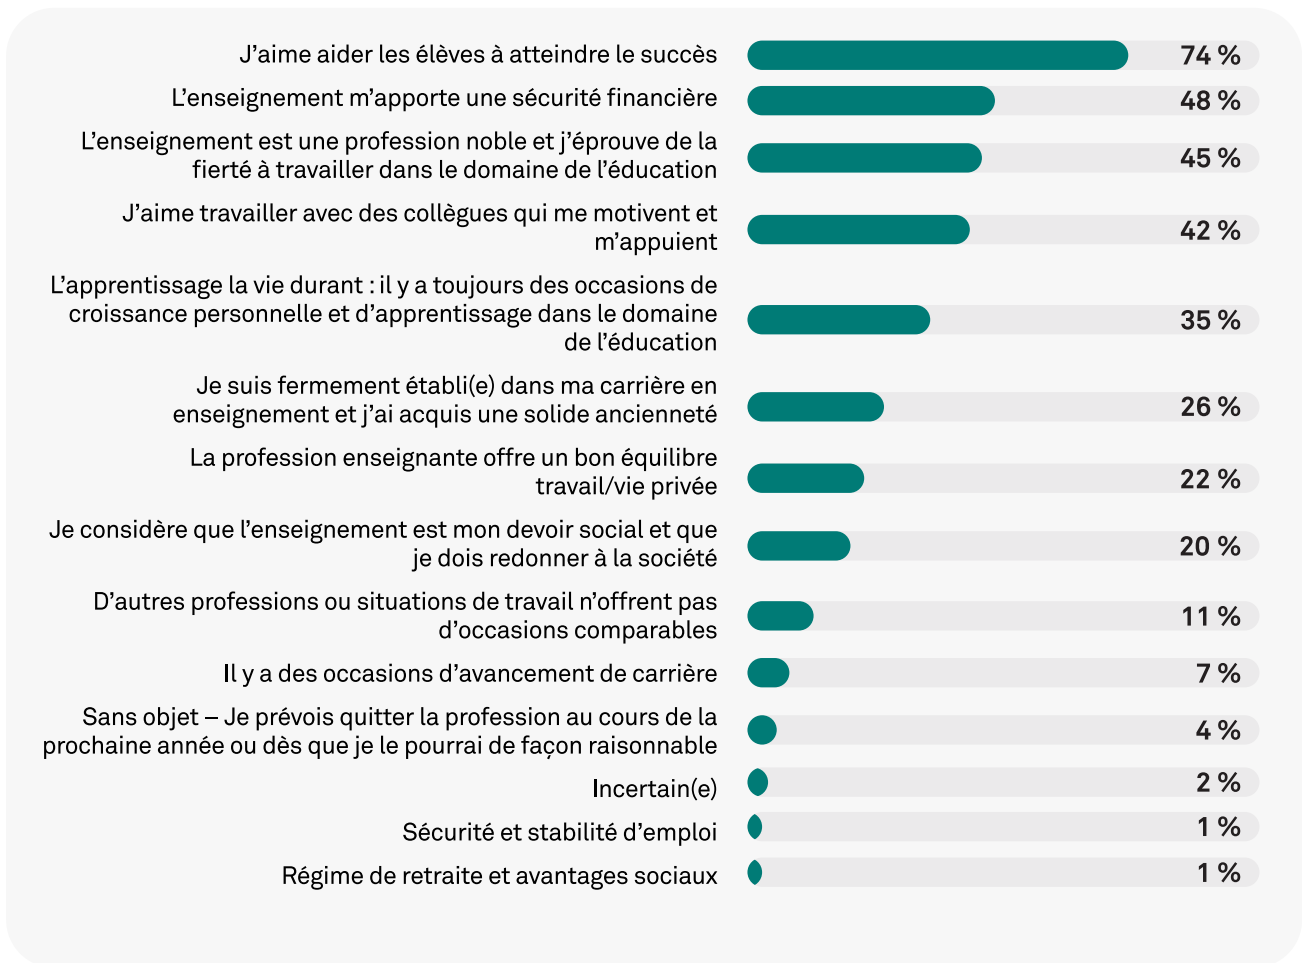 J’aime aider les élèves à atteindre le succès 74 %
L’enseignement m’apporte une sécurité financière 48 %
L’enseignement est une profession noble et j’éprouve de la
fierté à travailler dans le domaine de l’éducation 45 %
J’aime travailler avec des collègues qui me motivent et
m’appuient 42 %
L’apprentissage la vie durant : il y a toujours des occasions de
croissance personnelle et d’apprentissage dans le domaine
de l’éducation 35 %
Je suis fermement établi(e) dans ma carrière en
enseignement et j’ai acquis une solide ancienneté 26 %
La profession enseignante offre un bon équilibre
travail/vie privée 22 %
Je considère que l’enseignement est mon devoir social et que
je dois redonner à la société 20 %
D’autres professions ou situations de travail n’offrent pas
d’occasions comparables 11 %
Il y a des occasions d’avancement de carrière 7 %
Sans objet – Je prévois quitter la profession au cours de la
prochaine année ou dès que je le pourrai de façon raisonnable 4 %
Incertain(e) 2 %
Sécurité et stabilité d’emploi 1 %
Régime de retraite et avantages sociaux 1 %